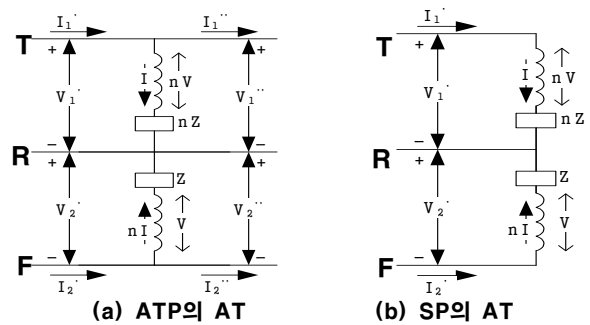 I₁' I₁'' I₁'
T + + T +
I nV I nV
V₁' V₁'' V₁'
nZ nZ
R − − R −
+ + +
Z Z
V₂' V₂'' V₂'
nI V nI V
F − − F −
I₂' I₂'' I₂'
(a) ATP의 AT (b) SP의 AT